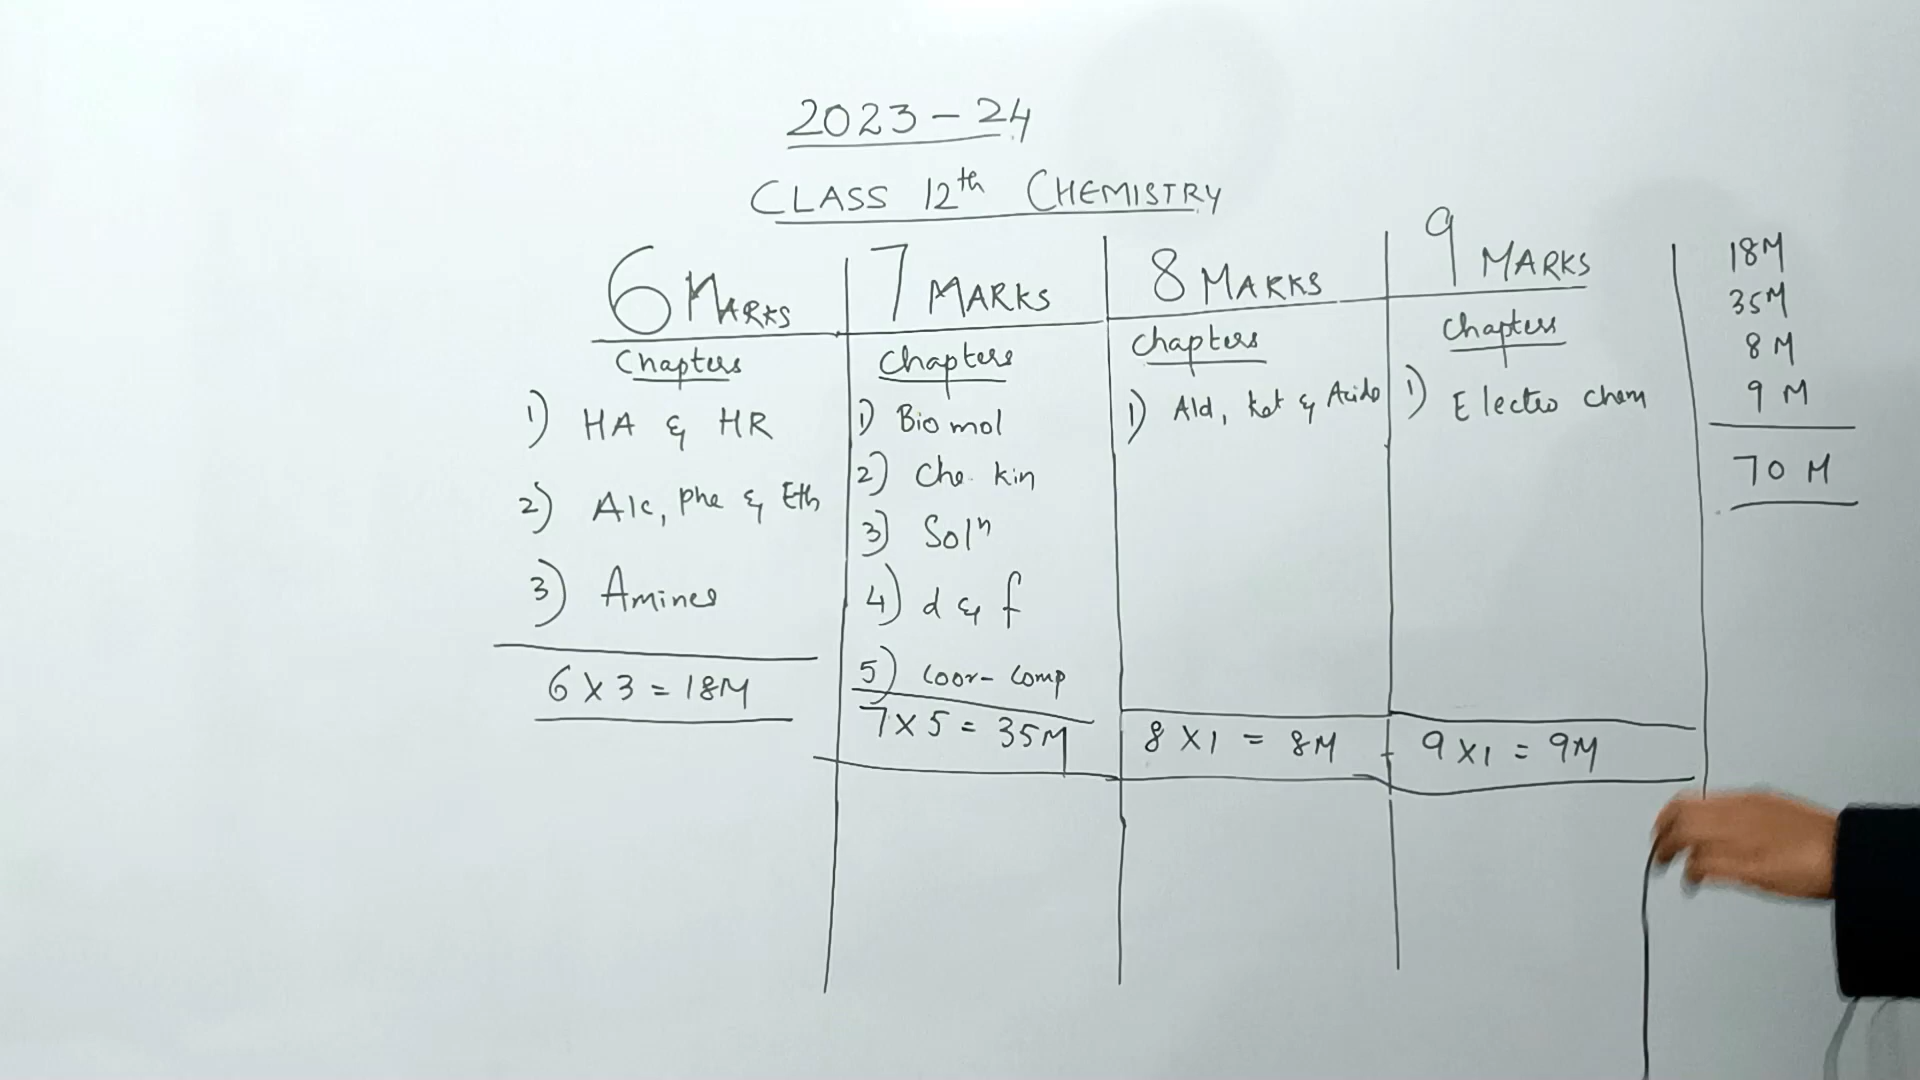 2023 - 24
CLASS 12th CHEMISTRY
6 MARKS
Chapters
1) HA & HR
2) Alc, Phe & Eth
3) Amines
6 X 3 = 18M
7 MARKS
Chapters
1) Bio mol
2) Che. kin
3) Solⁿ
4) d & f
5) Coor- Comp
7 X 5 = 35M
8 MARKS
Chapters
1) Ald, Ket & Acids
8 X 1 = 8M
9 MARKS
Chapters
1) Electro chem
9 X 1 = 9M
18M
35M
8 M
9 M
70 M